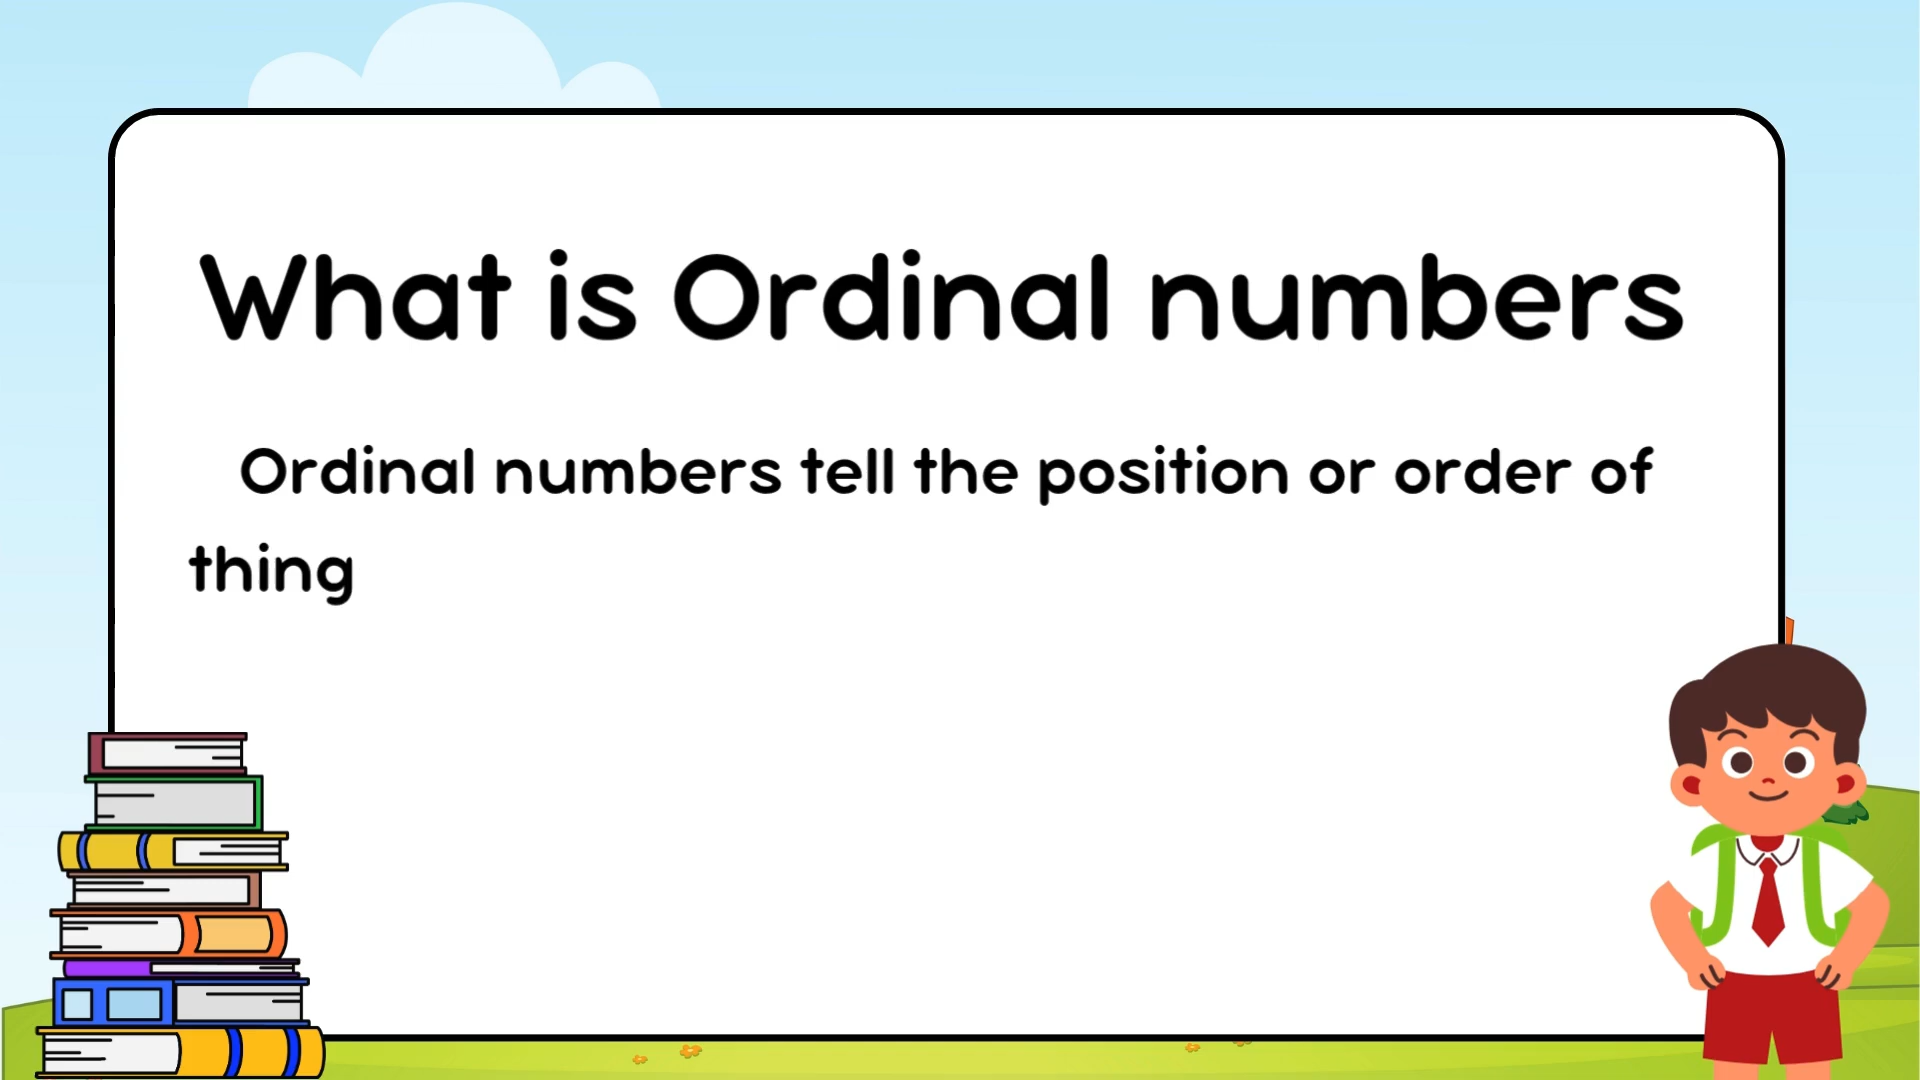 What is Ordinal numbers
Ordinal numbers tell the position or order of
thing